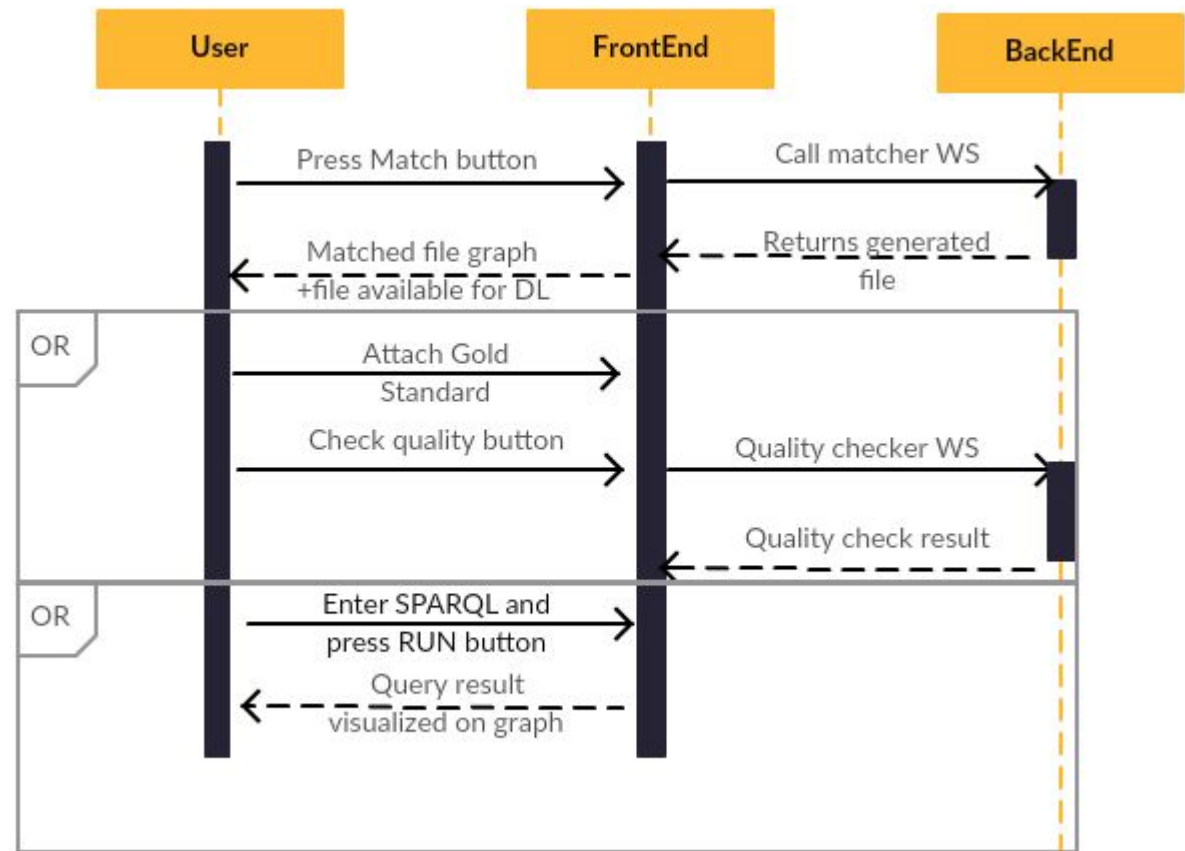 User
FrontEnd
BackEnd
Press Match button
Call matcher WS
Matched file graph
+file available for DL
Returns generated
file
OR
Attach Gold
Standard
Check quality button
Quality checker WS
Quality check result
OR
Enter SPARQL and
press RUN button
Query result
visualized on graph